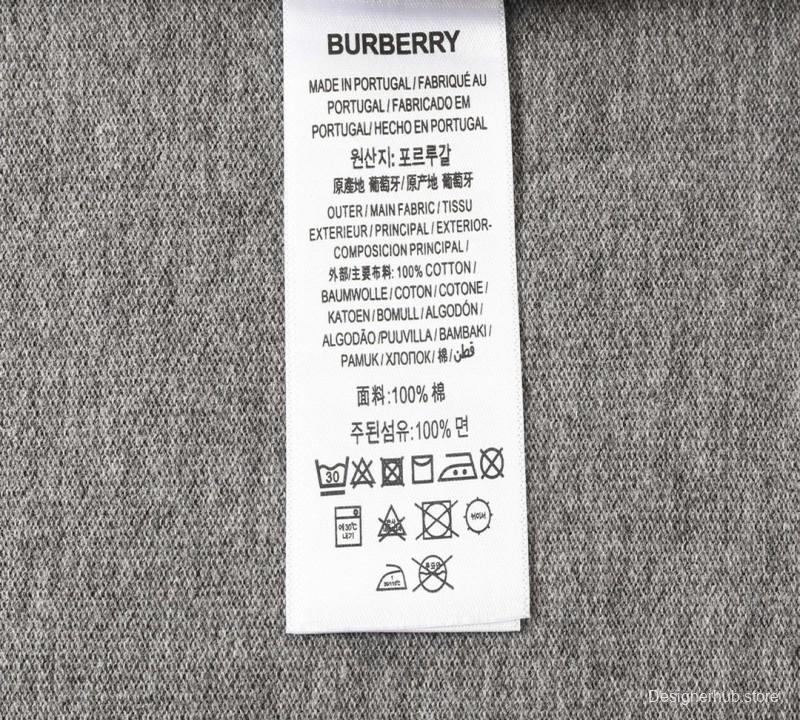 BURBERRY
MADE IN PORTUGAL / FABRIQUÉ AU
PORTUGAL / FABRICADO EM
PORTUGAL/ HECHO EN PORTUGAL
원산지: 포르루갈
原產地 葡萄牙/原产地 葡萄牙
OUTER / MAIN FABRIC / TISSU
EXTERIEUR / PRINCIPAL / EXTERIOR-
COMPOSICION PRINCIPAL /
外部/主要布料: 100% COTTON /
BAUMWOLLE / COTON / COTONE /
KATOEN / BOMULL / ALGODÓN /
ALGODÃO /PUUVILLA / BAMBAKI /
PAMUK / ХЛОПОК / 棉 / قطن
面料:100% 棉
주된섬유:100% 면
30
Designerhub.store